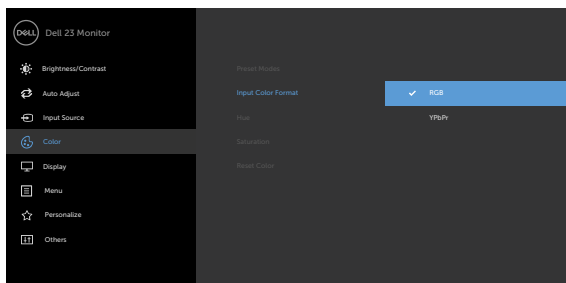 DELL
Dell 23 Monitor
Brightness/Contrast
Auto Adjust
Input Source
Color
Display
Menu
Personalize
Others
Preset Modes
Input Color Format
Hue
Saturation
Reset Color
RGB
YPbPr